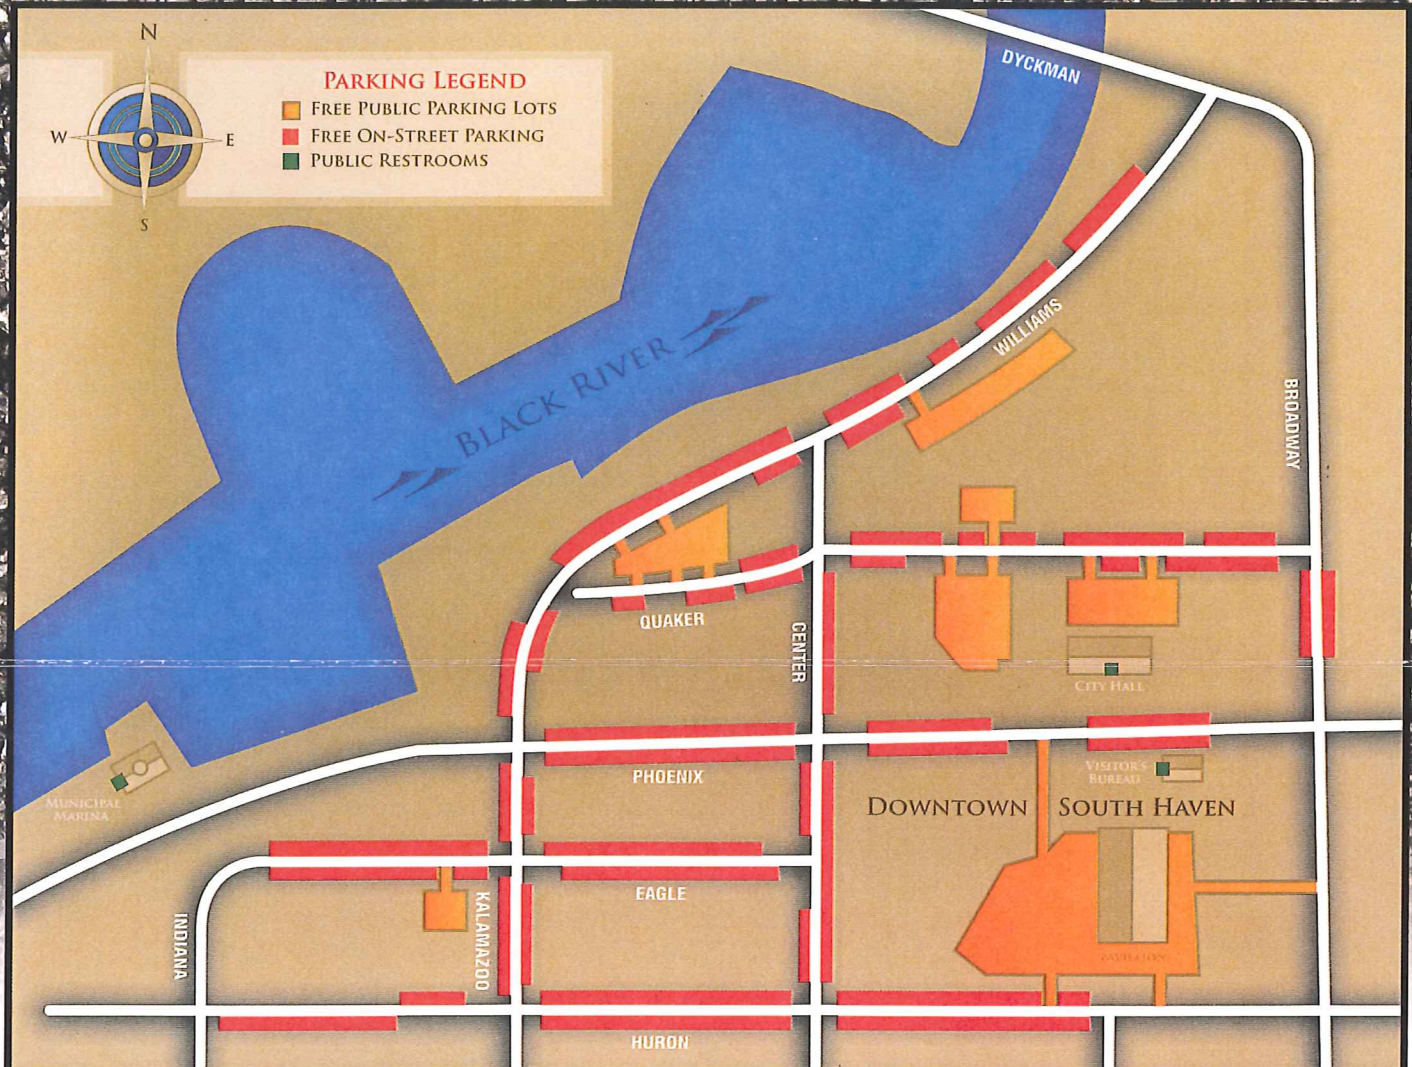 N
W
E
S
PARKING LEGEND
FREE PUBLIC PARKING LOTS
FREE ON-STREET PARKING
PUBLIC RESTROOMS
DYCKMAN
WILLIAMS
BLACK RIVER
BROADWAY
QUAKER
CENTER
CITY HALL
PHOENIX
VISITOR'S
BUREAU
MUNICIPAL
MARINA
DOWNTOWN SOUTH HAVEN
EAGLE
KALAMAZOO
INDIANA
PAVILION
HURON